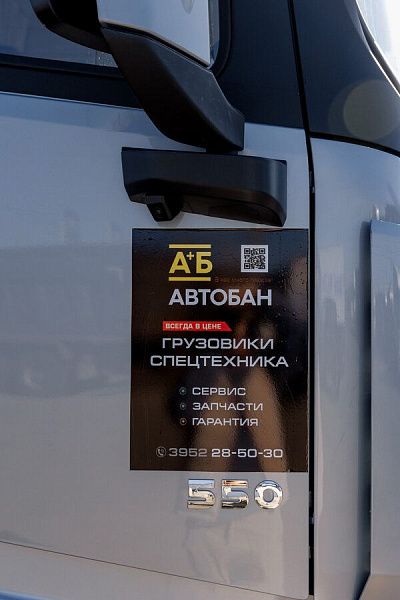 А+Б
АВТОБАН
ВСЕГДА В ЦЕНЕ
ГРУЗОВИКИ
СПЕЦТЕХНИКА
СЕРВИС
ЗАПЧАСТИ
ГАРАНТИЯ
3952 28-50-30
550